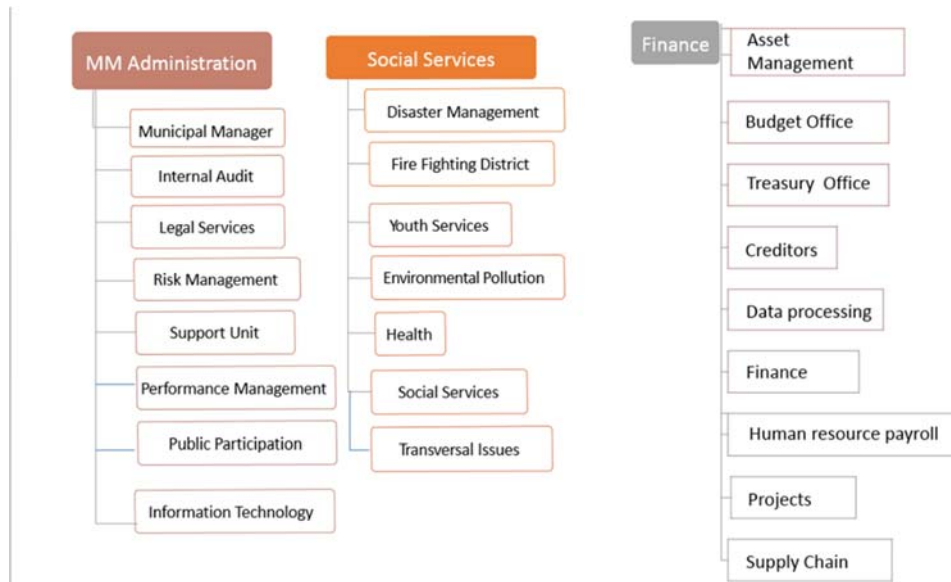 MM Administration
Municipal Manager
Internal Audit
Legal Services
Risk Management
Support Unit
Performance Management
Public Participation
Information Technology
Social Services
Disaster Management
Fire Fighting District
Youth Services
Environmental Pollution
Health
Social Services
Transversal Issues
Finance
Asset
Management
Budget Office
Treasury Office
Creditors
Data processing
Finance
Human resource payroll
Projects
Supply Chain